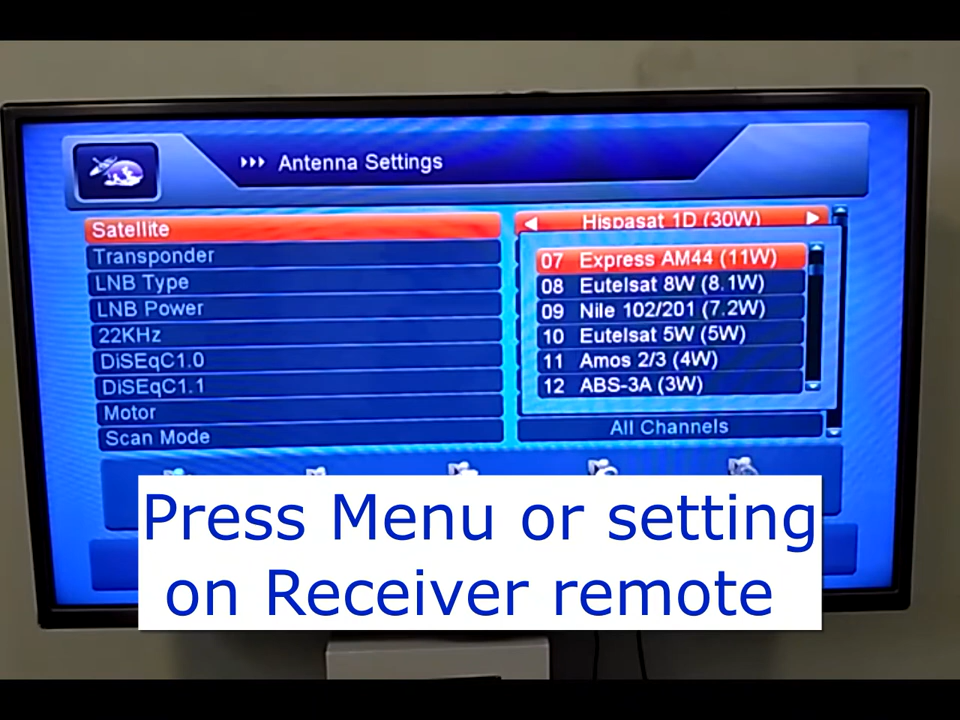 Antenna Settings
Satellite
Hispasat 1D (30W)
Transponder
LNB Type
LNB Power
22KHz
DiSEqC1.0
DiSEqC1.1
Motor
Scan Mode
07 Express AM44 (11W)
08 Eutelsat 8W (8.1W)
09 Nile 102/201 (7.2W)
10 Eutelsat 5W (5W)
11 Amos 2/3 (4W)
12 ABS-3A (3W)
All Channels
Press Menu or setting
on Receiver remote